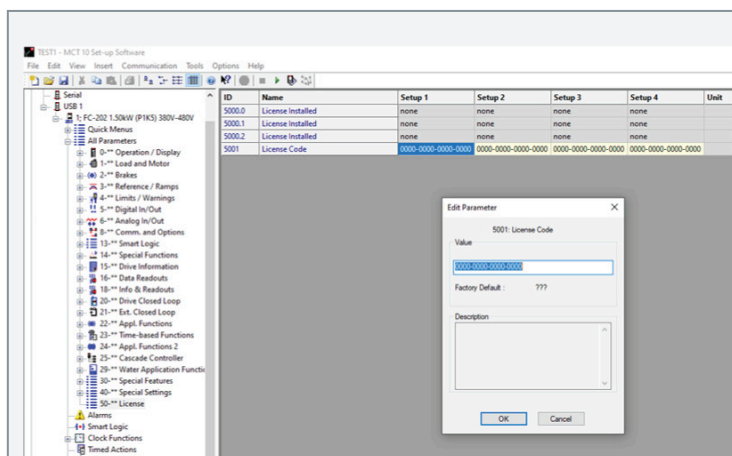 TEST1 - MCT 10 Set-up Software
File Edit View Insert Communication Tools Options Help
Serial
USB 1
1; FC-202 1.50kW (P1K5) 380V-480V
Quick Menus
All Parameters
0-** Operation / Display
1-** Load and Motor
2-** Brakes
3-** Reference / Ramps
4-** Limits / Warnings
5-** Digital In/Out
6-** Analog In/Out
8-** Comm. and Options
13-** Smart Logic
14-** Special Functions
15-** Drive Information
16-** Data Readouts
18-** Info & Readouts
20-** Drive Closed Loop
21-** Ext. Closed Loop
22-** Appl. Functions
23-** Time-based Functions
24-** Appl. Functions 2
25-** Cascade Controller
29-** Water Application Functi
30-** Special Features
40-** Special Settings
50-** License
Alarms
Smart Logic
Clock Functions
Timed Actions
ID Name Setup 1 Setup 2 Setup 3 Setup 4 Unit
5000.0 License Installed none none none none
5000.1 License Installed none none none none
5000.2 License Installed none none none none
5001 License Code 0000-0000-0000-0000 0000-0000-0000-0000 0000-0000-0000-0000 0000-0000-0000-0000
Edit Parameter
5001: License Code
Value
0000-0000-0000-0000
Factory Default : ???
Description
OK Cancel